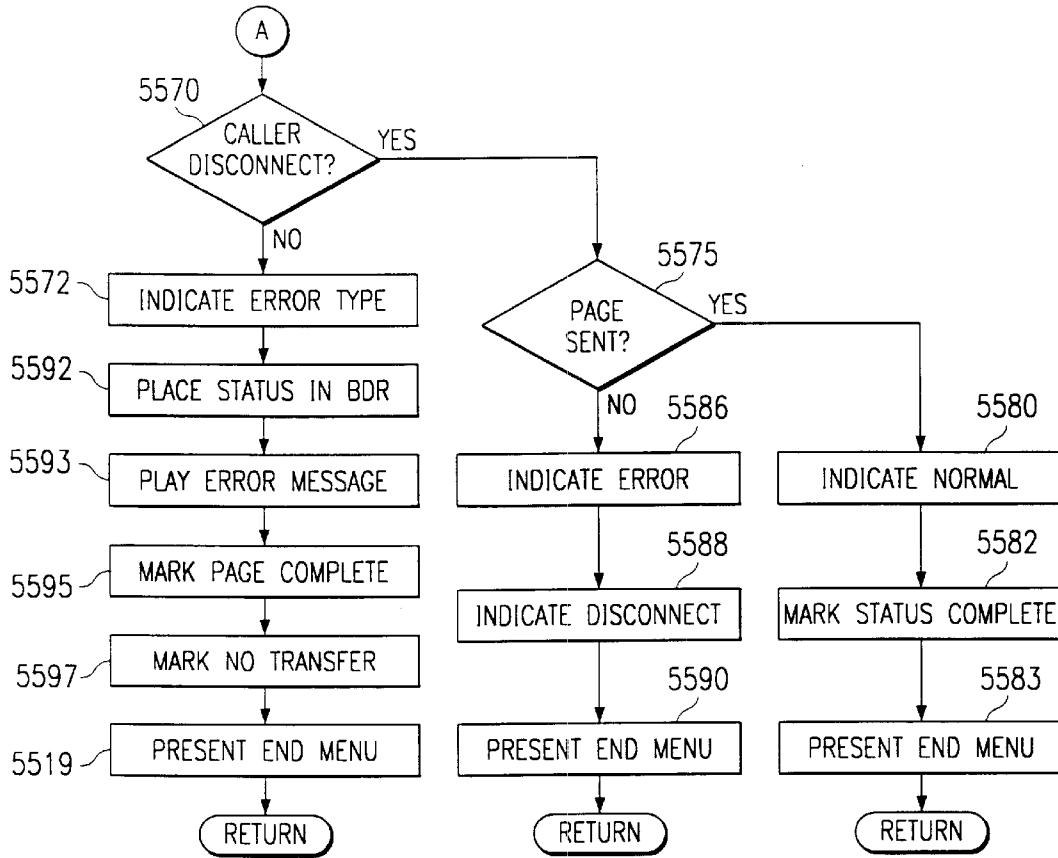 A
5570
CALLER
DISCONNECT?
YES
NO
5572
INDICATE ERROR TYPE
5592
PLACE STATUS IN BDR
5593
PLAY ERROR MESSAGE
5595
MARK PAGE COMPLETE
5597
MARK NO TRANSFER
5519
PRESENT END MENU
RETURN
5575
PAGE
SENT?
YES
NO
5586
INDICATE ERROR
5588
INDICATE DISCONNECT
5590
PRESENT END MENU
RETURN
5580
INDICATE NORMAL
5582
MARK STATUS COMPLETE
5583
PRESENT END MENU
RETURN